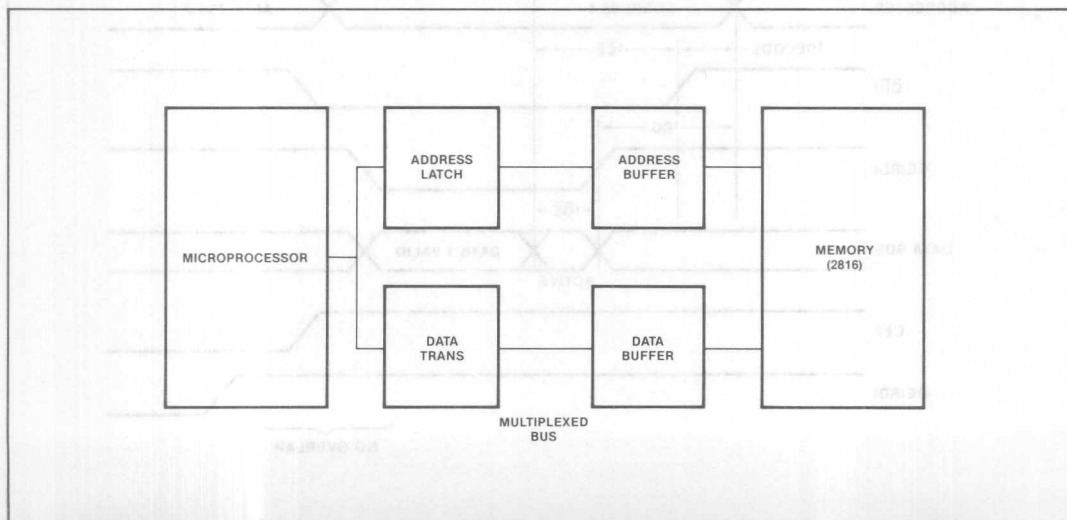 MICROPROCESSOR
ADDRESS
LATCH
ADDRESS
BUFFER
MEMORY
(2816)
DATA
TRANS
DATA
BUFFER
MULTIPLEXED
BUS